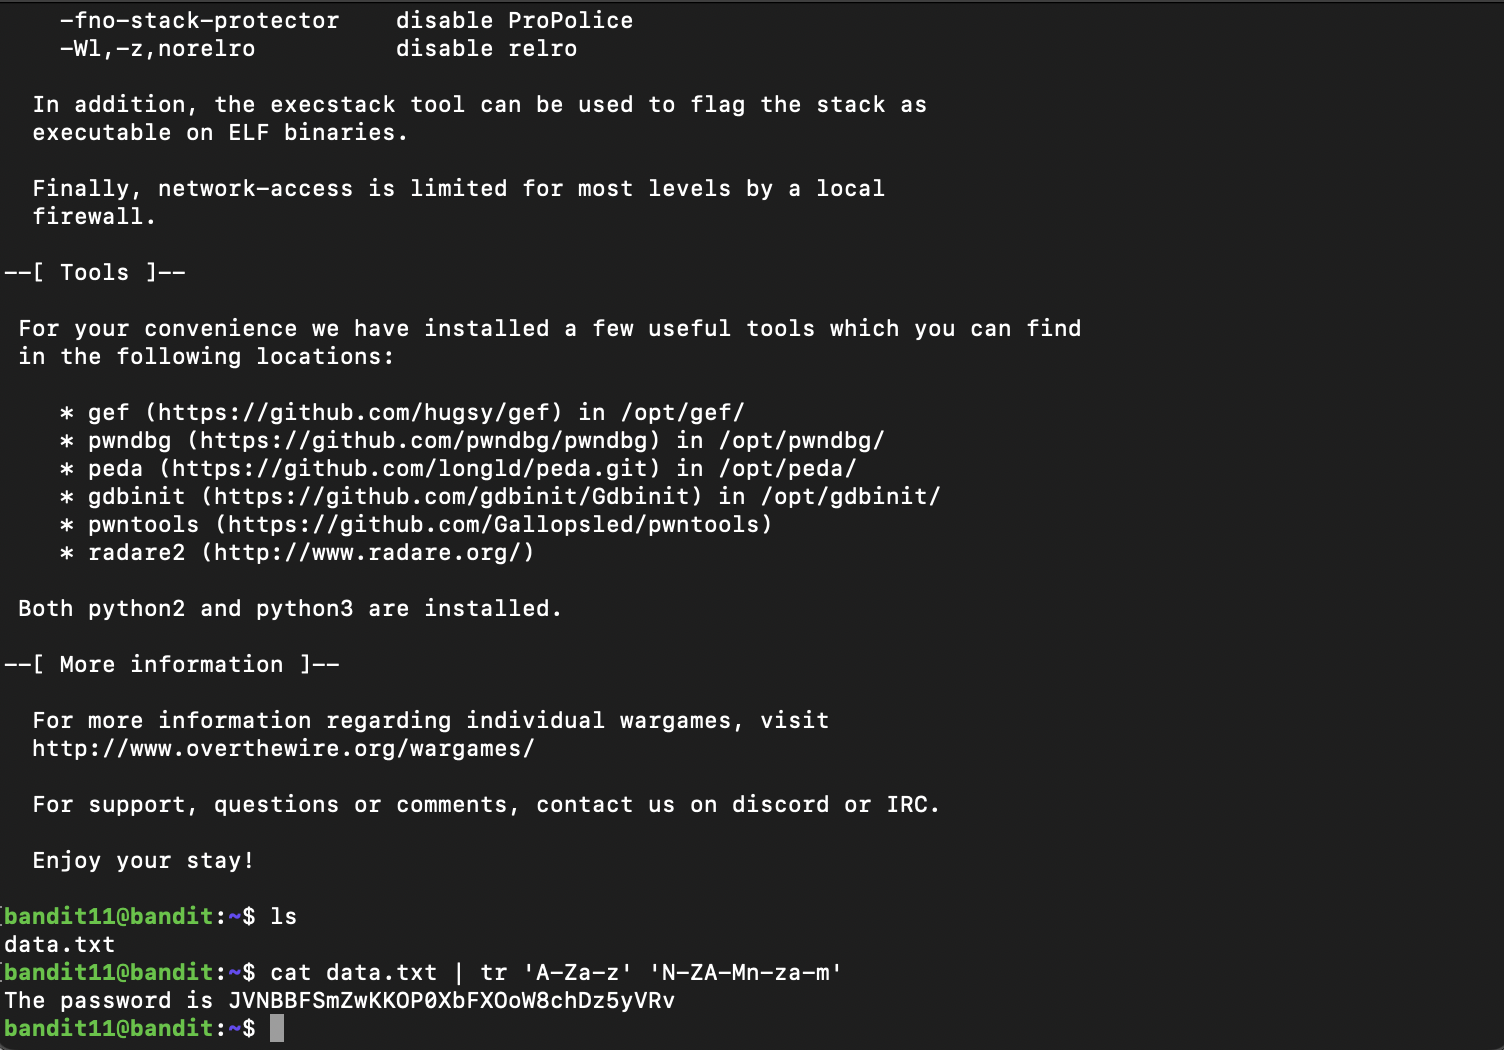 -fno-stack-protector    disable ProPolice
-Wl,-z,norelro          disable relro
In addition, the execstack tool can be used to flag the stack as
executable on ELF binaries.
Finally, network-access is limited for most levels by a local
firewall.
--[ Tools ]--
For your convenience we have installed a few useful tools which you can find
in the following locations:
* gef (https://github.com/hugsy/gef) in /opt/gef/
* pwndbg (https://github.com/pwndbg/pwndbg) in /opt/pwndbg/
* peda (https://github.com/longld/peda.git) in /opt/peda/
* gdbinit (https://github.com/gdbinit/Gdbinit) in /opt/gdbinit/
* pwntools (https://github.com/Gallopsled/pwntools)
* radare2 (http://www.radare.org/)
Both python2 and python3 are installed.
--[ More information ]--
For more information regarding individual wargames, visit
http://www.overthewire.org/wargames/
For support, questions or comments, contact us on discord or IRC.
Enjoy your stay!
bandit11@bandit:~$ ls
data.txt
bandit11@bandit:~$ cat data.txt | tr 'A-Za-z' 'N-ZA-Mn-za-m'
The password is JVNBBFSmZwKKOP0XbFXOoW8chDz5yVRv
bandit11@bandit:~$